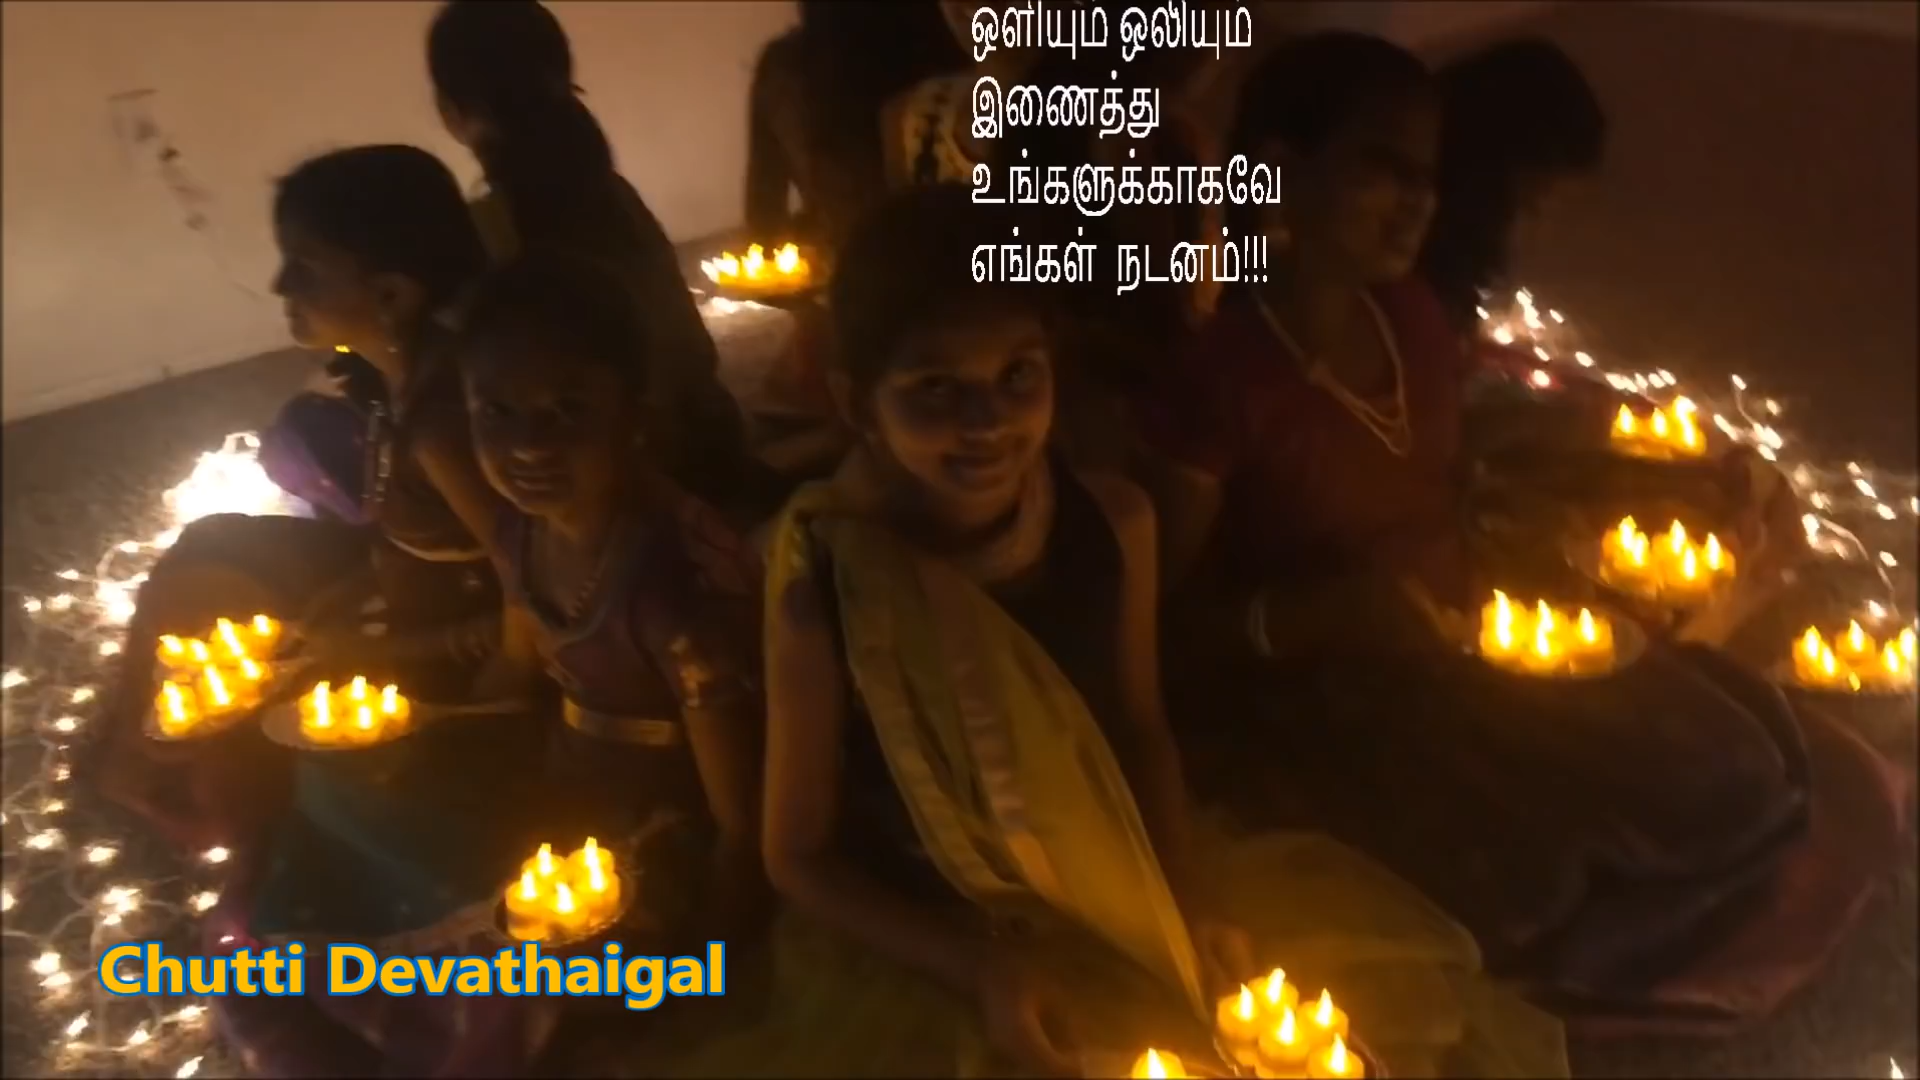 ஒளியும் ஒலியும்
இணைத்து
உங்களுக்காகவே
எங்கள் நடனம்!!!
Chutti Devathaigal